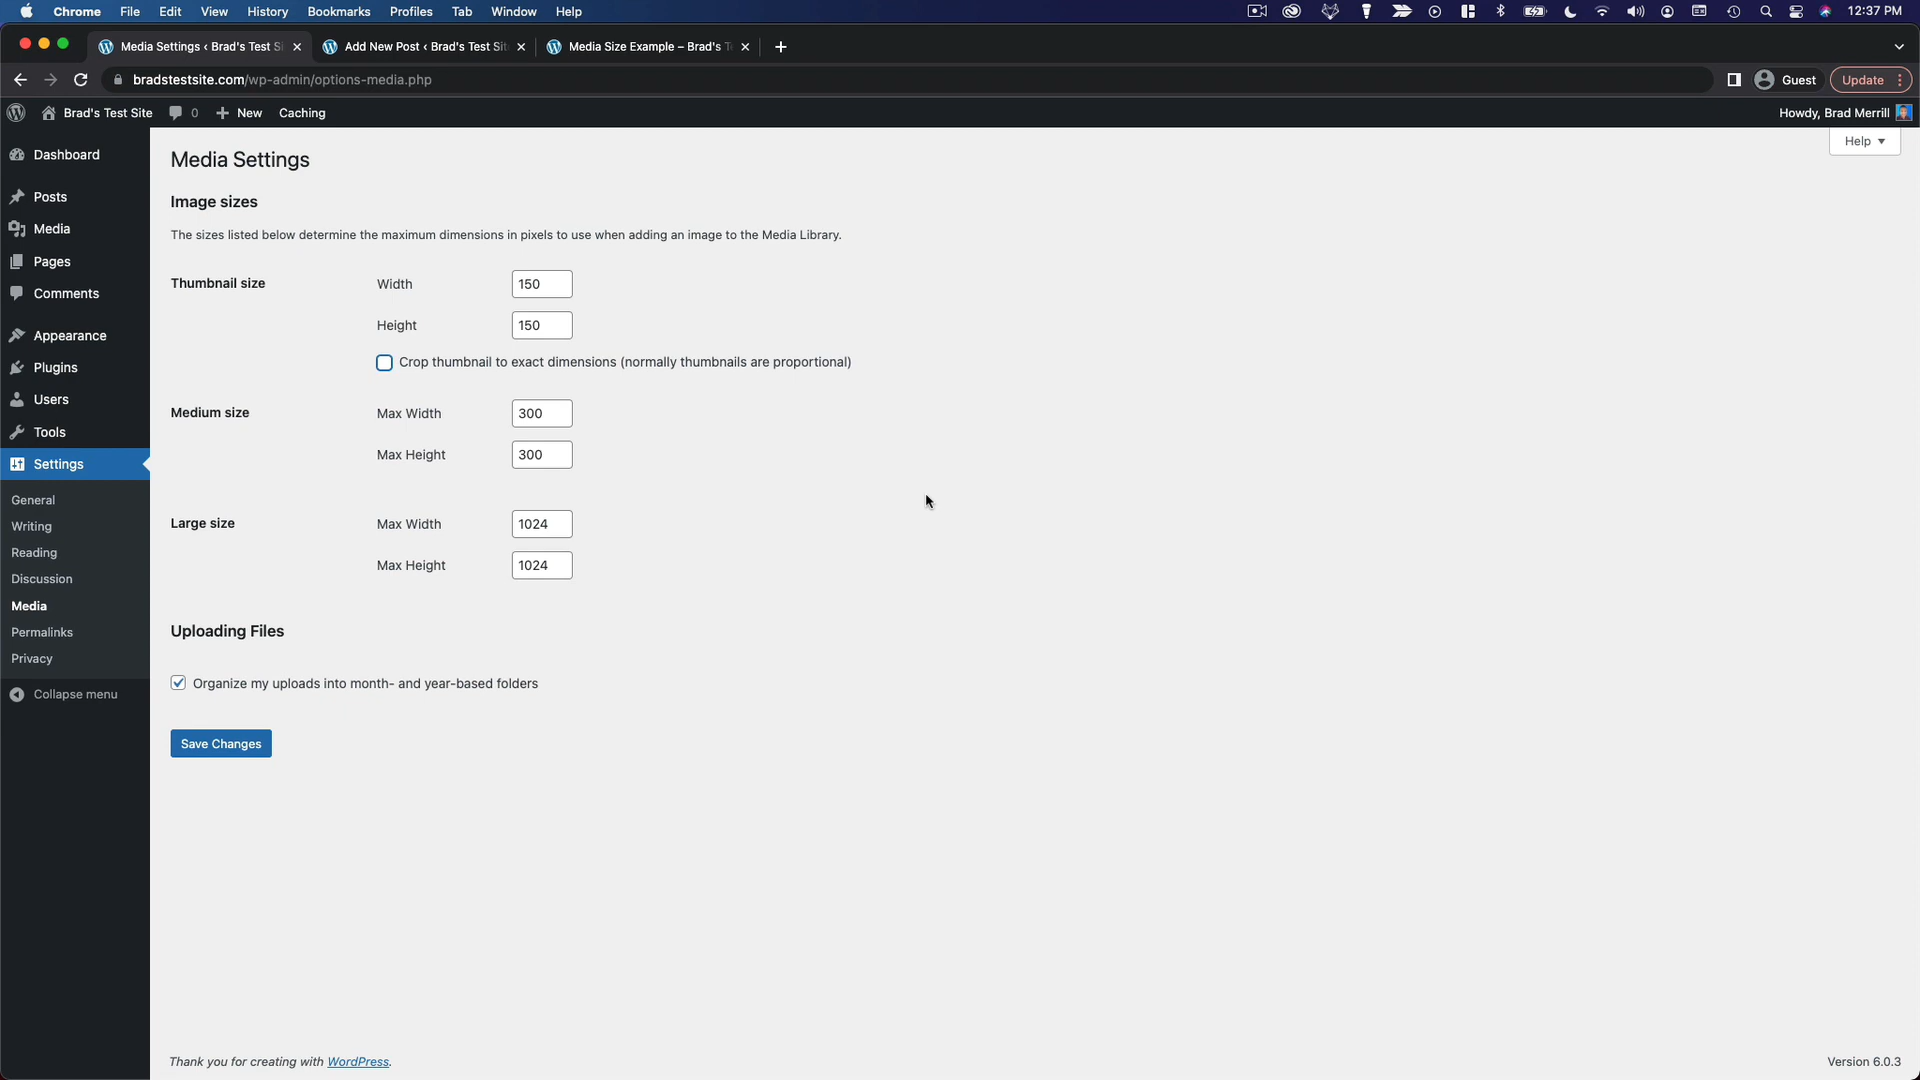 Chrome File Edit View History Bookmarks Profiles Tab Window Help 12:37 PM
Media Settings ‹ Brad's Test Si Add New Post ‹ Brad's Test Sit Media Size Example – Brad's T
bradstestsite.com/wp-admin/options-media.php Guest Update
Brad's Test Site 0 New Caching Howdy, Brad Merrill
Help
Dashboard
Posts
Media
Pages
Comments
Appearance
Plugins
Users
Tools
Settings
General
Writing
Reading
Discussion
Media
Permalinks
Privacy
Collapse menu
Media Settings
Image sizes
The sizes listed below determine the maximum dimensions in pixels to use when adding an image to the Media Library.
Thumbnail size Width 150
Height 150
Crop thumbnail to exact dimensions (normally thumbnails are proportional)
Medium size Max Width 300
Max Height 300
Large size Max Width 1024
Max Height 1024
Uploading Files
Organize my uploads into month- and year-based folders
Save Changes
Thank you for creating with WordPress. Version 6.0.3